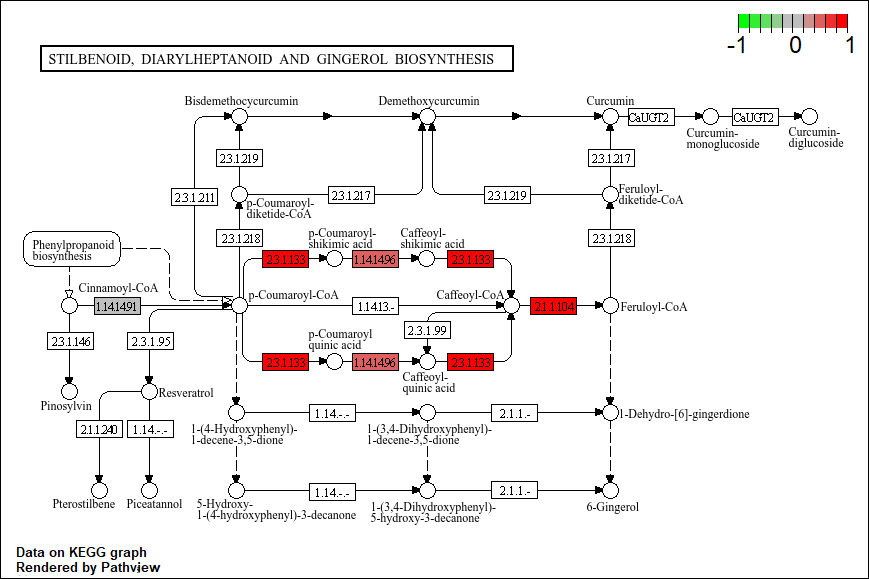 -1 0 1
STILBENOID, DIARYLHEPTANOID AND GINGEROL BIOSYNTHESIS
Bisdemethocycurcumin
Demethoxycurcumin
Curcumin
CaUGT2
CaUGT2
Curcumin-
monoglucoside
Curcumin-
diglucoside
2.3.1.219
2.3.1.217
2.3.1.211
2.3.1.217
2.3.1.219
p-Coumaroyl-
diketide-CoA
Feruloyl-
diketide-CoA
Phenylpropanoid
biosynthesis
2.3.1.218
p-Coumaroyl-
shikimic acid
Caffeoyl-
shikimic acid
2.3.1.218
2.3.1.133
1.14.14.96
2.3.1.133
Cinnamoyl-CoA
p-Coumaroyl-CoA
Caffeoyl-CoA
1.14.14.91
1.14.13.-
2.1.1.104
Feruloyl-CoA
2.3.1.146
2.3.1.95
p-Coumaroyl
quinic acid
2.3.1.99
2.3.1.133
1.14.14.96
2.3.1.133
Caffeoyl-
quinic acid
Pinosylvin
Resveratrol
2.1.1.240
1.14.-.-
1.14.-.-
2.1.1.-
1-(4-Hydroxyphenyl)-
1-decene-3,5-dione
1-(3,4-Dihydroxyphenyl)-
1-decene-3,5-dione
1-Dehydro-[6]-gingerdione
Pterostilbene
Piceatannol
1.14.-.-
2.1.1.-
5-Hydroxy-
1-(4-hydroxyphenyl)-3-decanone
1-(3,4-Dihydroxyphenyl)-
5-hydroxy-3-decanone
6-Gingerol
Data on KEGG graph
Rendered by Pathview